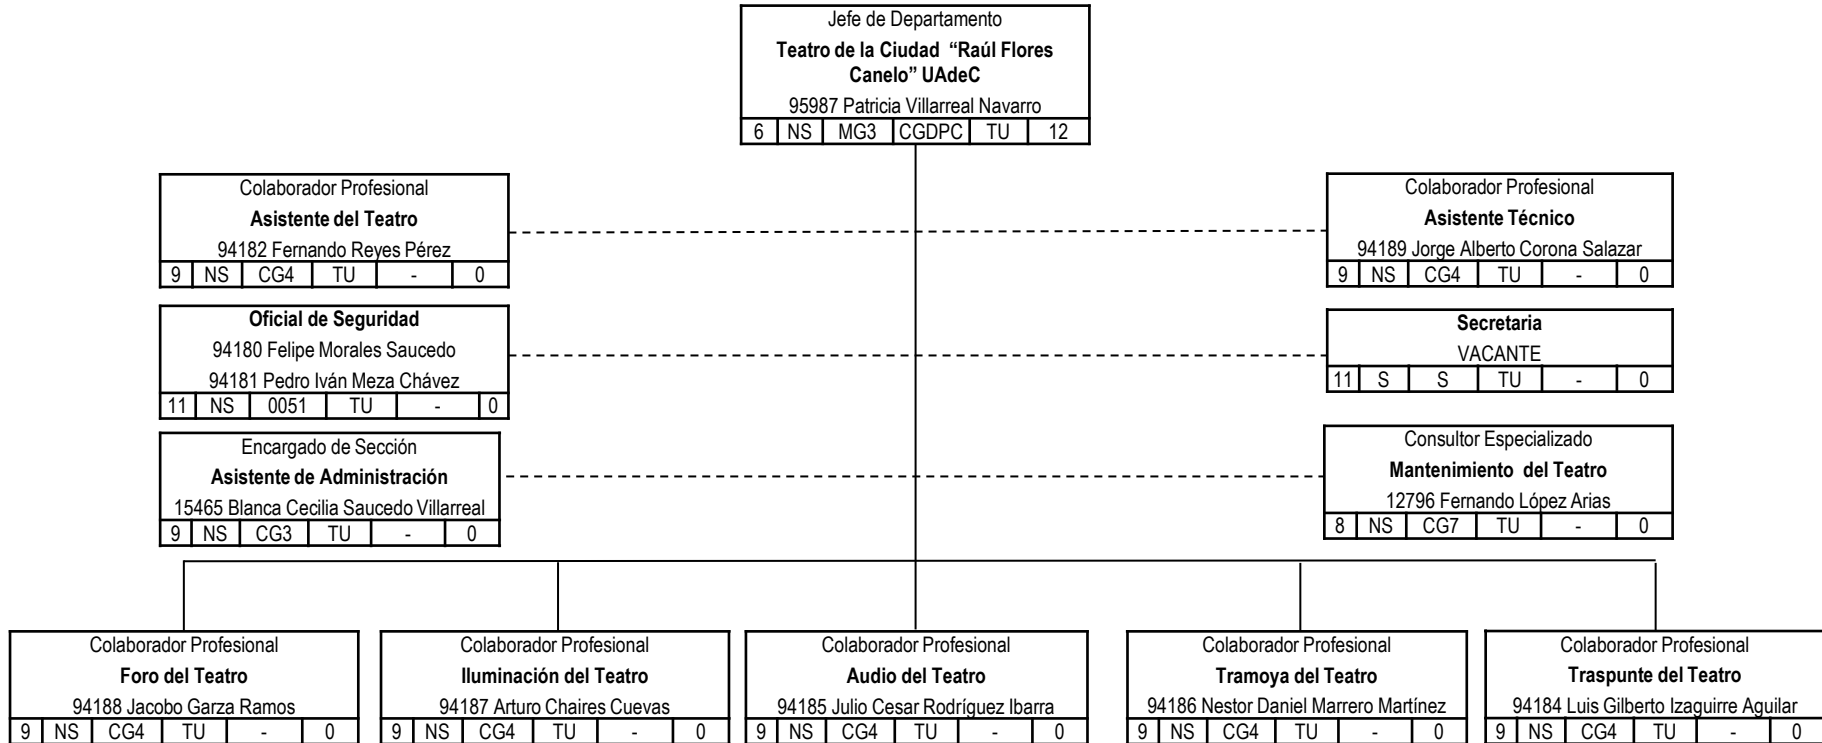 Jefe de Departamento
Teatro de la Ciudad “Raúl Flores
Canelo” UAdeC
95987 Patricia Villarreal Navarro
6 NS MG3 CGDPC TU 12
Colaborador Profesional
Asistente del Teatro
94182 Fernando Reyes Pérez
9 NS CG4 TU - 0
Colaborador Profesional
Asistente Técnico
94189 Jorge Alberto Corona Salazar
9 NS CG4 TU - 0
Oficial de Seguridad
94180 Felipe Morales Saucedo
94181 Pedro Iván Meza Chávez
11 NS 0051 TU - 0
Secretaria
VACANTE
11 S S TU - 0
Encargado de Sección
Asistente de Administración
15465 Blanca Cecilia Saucedo Villarreal
9 NS CG3 TU - 0
Consultor Especializado
Mantenimiento del Teatro
12796 Fernando López Arias
8 NS CG7 TU - 0
Colaborador Profesional
Foro del Teatro
94188 Jacobo Garza Ramos
9 NS CG4 TU - 0
Colaborador Profesional
Iluminación del Teatro
94187 Arturo Chaires Cuevas
9 NS CG4 TU - 0
Colaborador Profesional
Audio del Teatro
94185 Julio Cesar Rodríguez Ibarra
9 NS CG4 TU - 0
Colaborador Profesional
Tramoya del Teatro
94186 Nestor Daniel Marrero Martínez
9 NS CG4 TU - 0
Colaborador Profesional
Traspunte del Teatro
94184 Luis Gilberto Izaguirre Aguilar
9 NS CG4 TU - 0